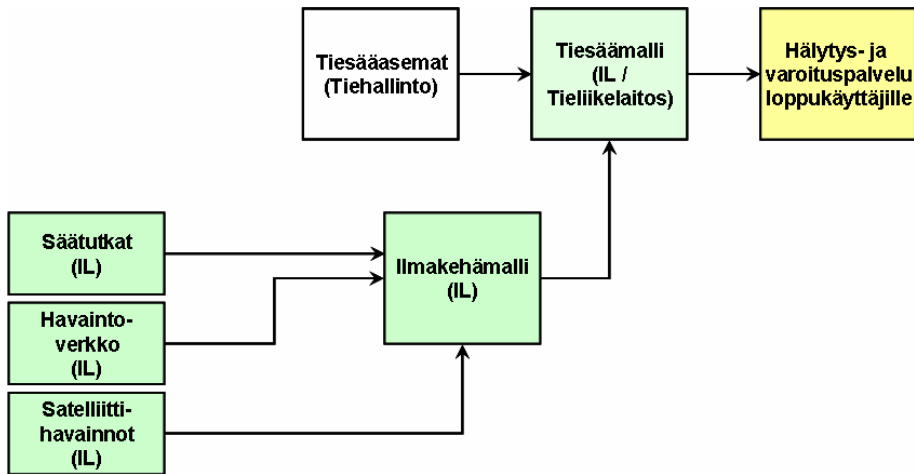 Tiesääasemat
(Tiehallinto)
Tiesäämalli
(IL /
Tieliikelaitos)
Hälytys- ja
varoituspalvelu
loppukäyttäjille
Säätutkat
(IL)
Ilmakehämalli
(IL)
Havainto-
verkko
(IL)
Satelliitti-
havainnot
(IL)